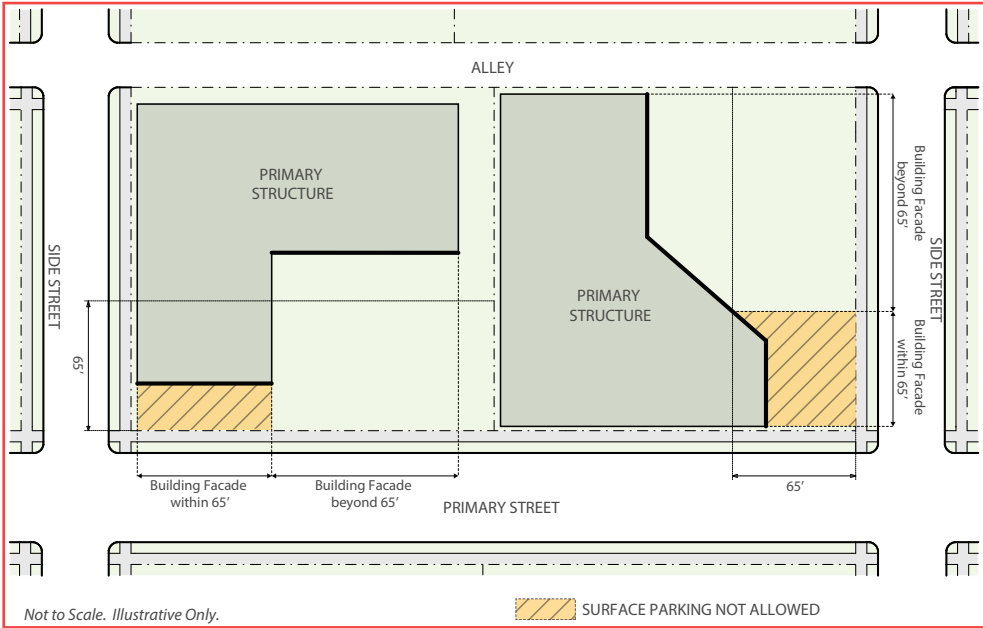 ALLEY
PRIMARY
STRUCTURE
Building Facade
beyond 65'
SIDE STREET
SIDE STREET
PRIMARY
STRUCTURE
65'
Building Facade
within 65'
Building Facade
within 65'
Building Facade
beyond 65'
65'
PRIMARY STREET
Not to Scale. Illustrative Only.
SURFACE PARKING NOT ALLOWED